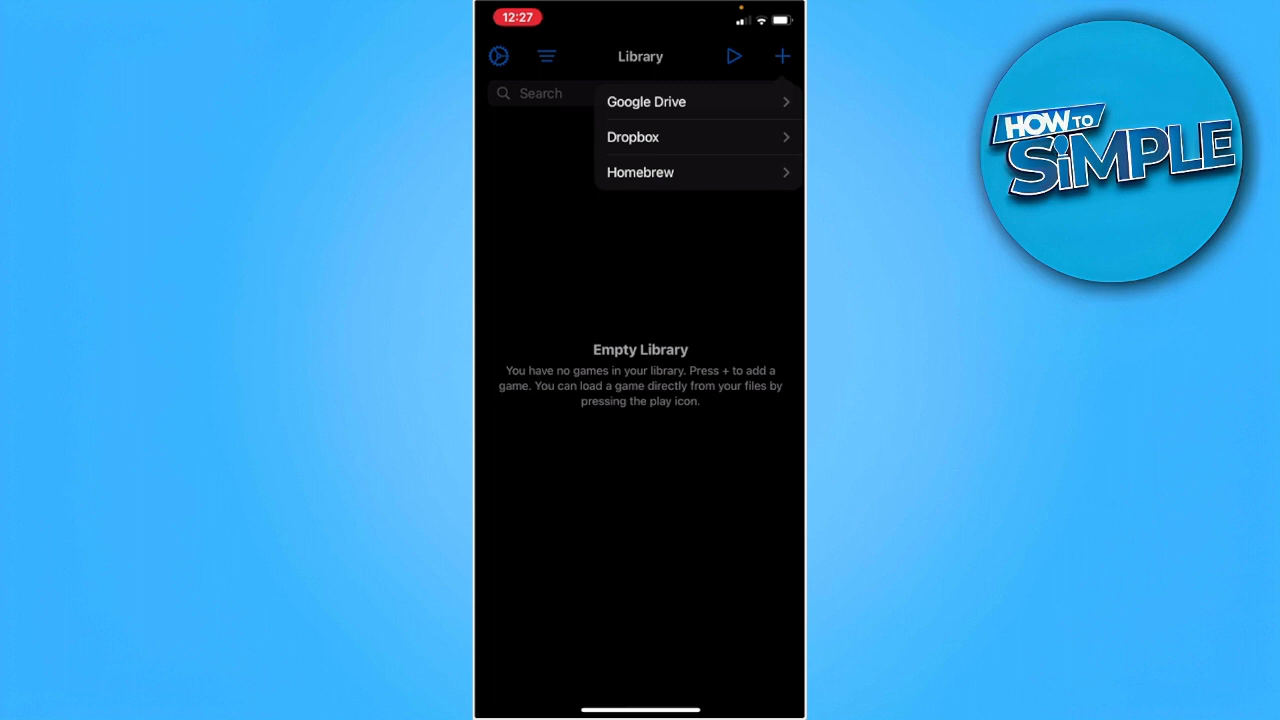 12:27
Library
Search
Google Drive
Dropbox
Homebrew
Empty Library
You have no games in your library. Press + to add a
game. You can load a game directly from your files by
pressing the play icon.
HOW TO
SiMPLE